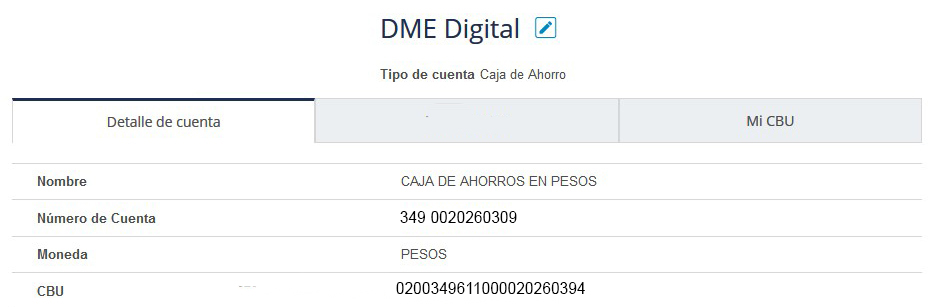 DME Digital
Tipo de cuenta Caja de Ahorro
Detalle de cuenta Mi CBU
Nombre CAJA DE AHORROS EN PESOS
Número de Cuenta 349 0020260309
Moneda PESOS
CBU 0200349611000020260394